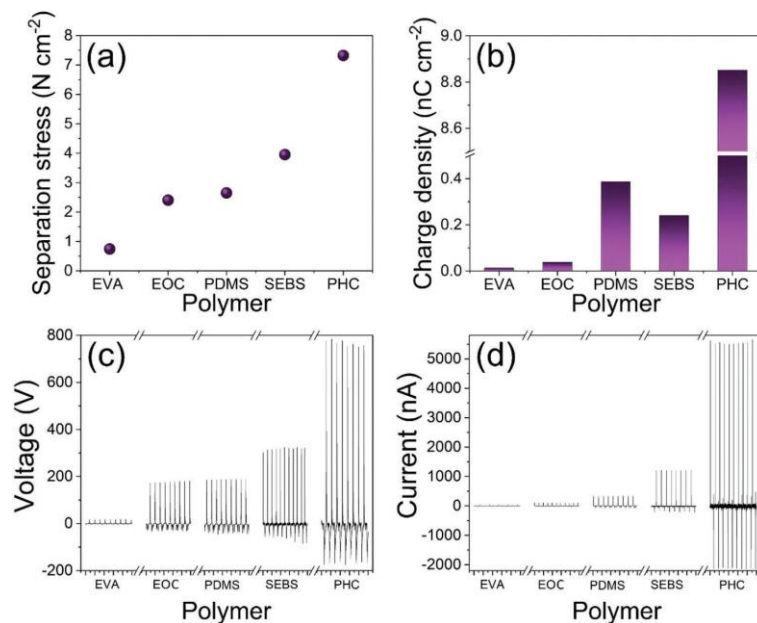 (a)
Separation stress (N cm-2)
8
7
6
5
4
3
2
1
0
EVA EOC PDMS SEBS PHC
Polymer
(b)
Charge density (nC cm-2)
9.0
8.8
8.6
0.4
0.2
0.0
EVA EOC PDMS SEBS PHC
Polymer
(c)
Voltage (V)
800
600
400
200
0
-200
EVA EOC PDMS SEBS PHC
Polymer
(d)
Current (nA)
5000
4000
3000
2000
1000
0
-1000
-2000
EVA EOC PDMS SEBS PHC
Polymer